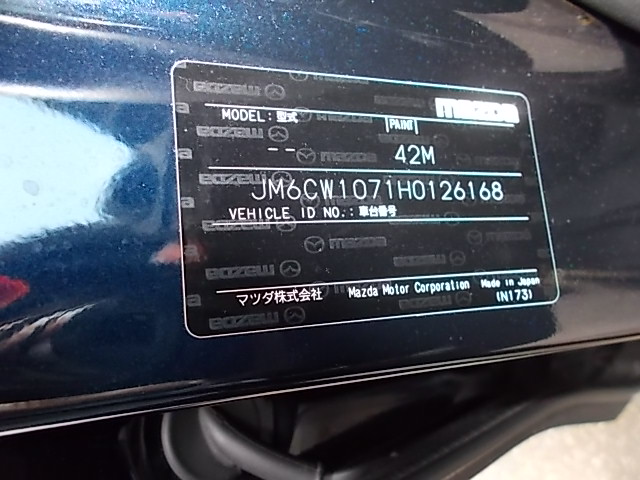 mazda
MODEL：型式
PAINT
-- 42M
JM6CW1071H0126168
VEHICLE ID NO.：車台番号
マツダ株式会社 Mazda Motor Corporation Made in Japan
(N173)